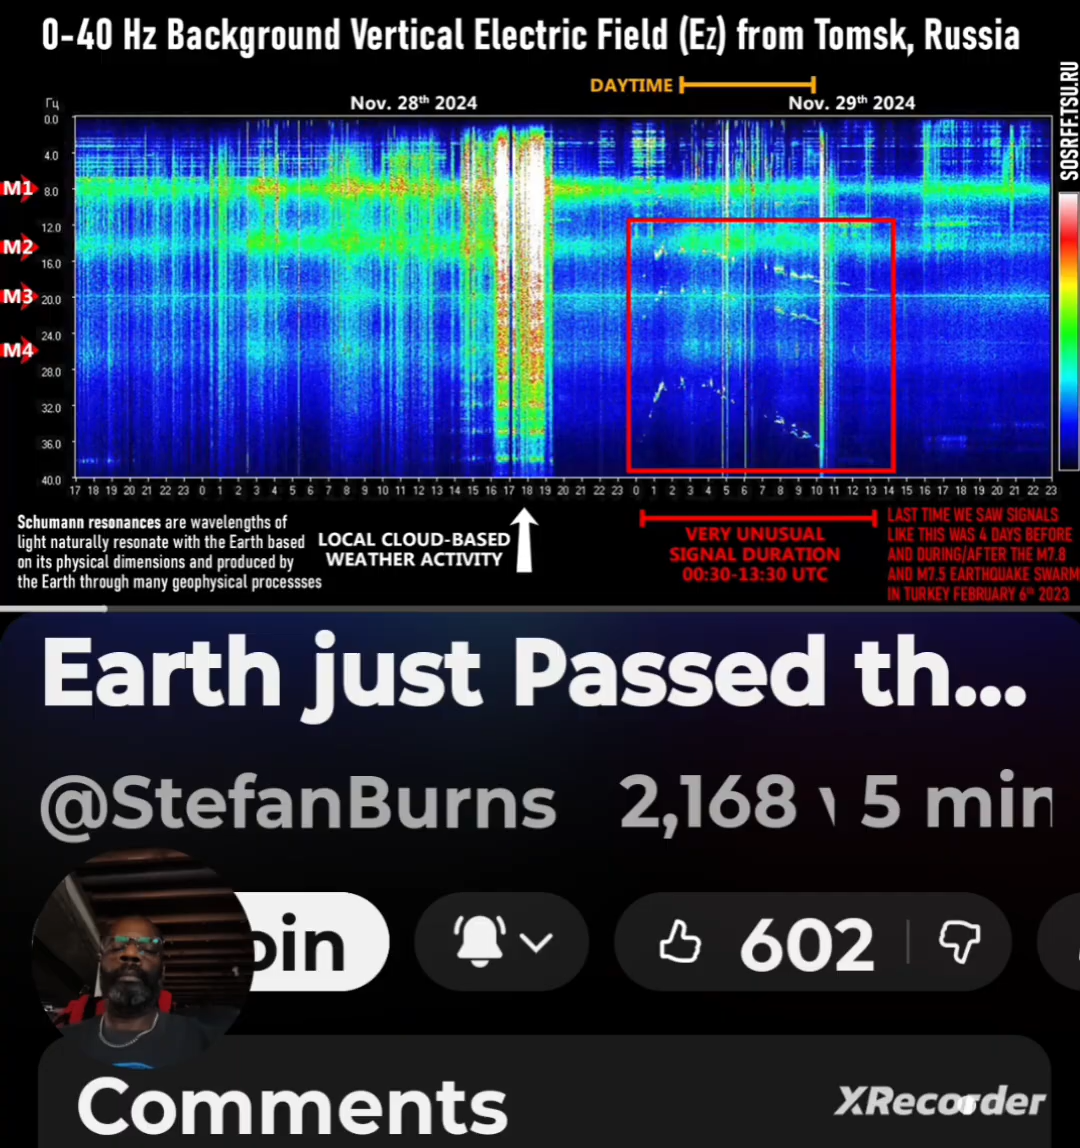 0-40 Hz Background Vertical Electric Field (Ez) from Tomsk, Russia
DAYTIME
Nov. 28th 2024
Nov. 29th 2024
SOSRFF.TSU.RU
Гц
0.0
4.0
M1 8.0
12.0
M2
16.0
M3 20.0
24.0
M4
28.0
32.0
36.0
40.0
17 18 19 20 21 22 23 0 1 2 3 4 5 6 7 8 9 10 11 12 13 14 15 16 17 18 19 20 21 22 23 0 1 2 3 4 5 6 7 8 9 10 11 12 13 14 15 16 17 18 19 20 21 22 23
Schumann resonances are wavelengths of
light naturally resonate with the Earth based
on its physical dimensions and produced by
the Earth through many geophysical processses
LOCAL CLOUD-BASED
WEATHER ACTIVITY
VERY UNUSUAL
SIGNAL DURATION
00:30-13:30 UTC
LAST TIME WE SAW SIGNALS
LIKE THIS WAS 4 DAYS BEFORE
AND DURING/AFTER THE M7.8
AND M7.5 EARTHQUAKE SWARM
IN TURKEY FEBRUARY 6th 2023
Earth just Passed th...
@StefanBurns 2,168 5 min
oin
602
Comments
XRecorder